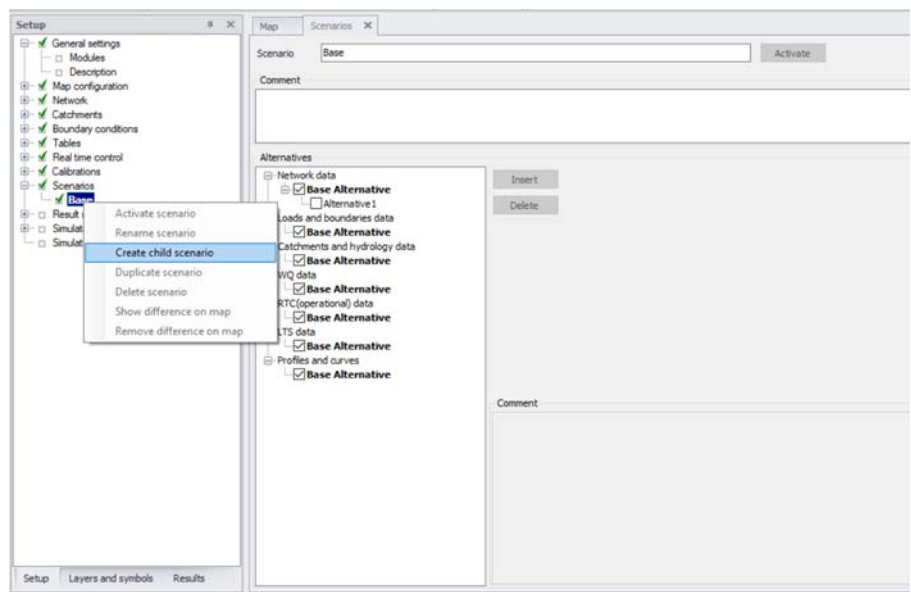 Setup
General settings
Modules
Description
Map configuration
Network
Catchments
Boundary conditions
Tables
Real time control
Calibrations
Scenarios
Base
Result
Simulat
Simulat
Activate scenario
Rename scenario
Create child scenario
Duplicate scenario
Delete scenario
Show difference on map
Remove difference on map
Setup Layers and symbols Results
Map Scenarios
Scenario Base Activate
Comment
Alternatives
Network data
Base Alternative
Alternative1
Loads and boundaries data
Base Alternative
Catchments and hydrology data
Base Alternative
WQ data
Base Alternative
RTC(operational) data
Base Alternative
LTS data
Base Alternative
Profiles and curves
Base Alternative
Insert
Delete
Comment